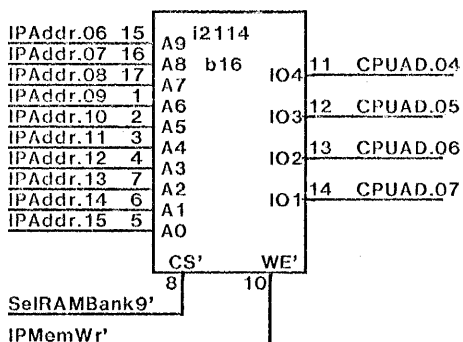 i2114
b16
IPAddr.06 15 A9
IPAddr.07 16 A8
IPAddr.08 17 A7
IPAddr.09 1 A6
IPAddr.10 2 A5
IPAddr.11 3 A4
IPAddr.12 4 A3
IPAddr.13 7 A2
IPAddr.14 6 A1
IPAddr.15 5 A0
IO4 11 CPUAD.04
IO3 12 CPUAD.05
IO2 13 CPUAD.06
IO1 14 CPUAD.07
CS' WE'
8 10
SelRAMBank9'
IPMemWr'